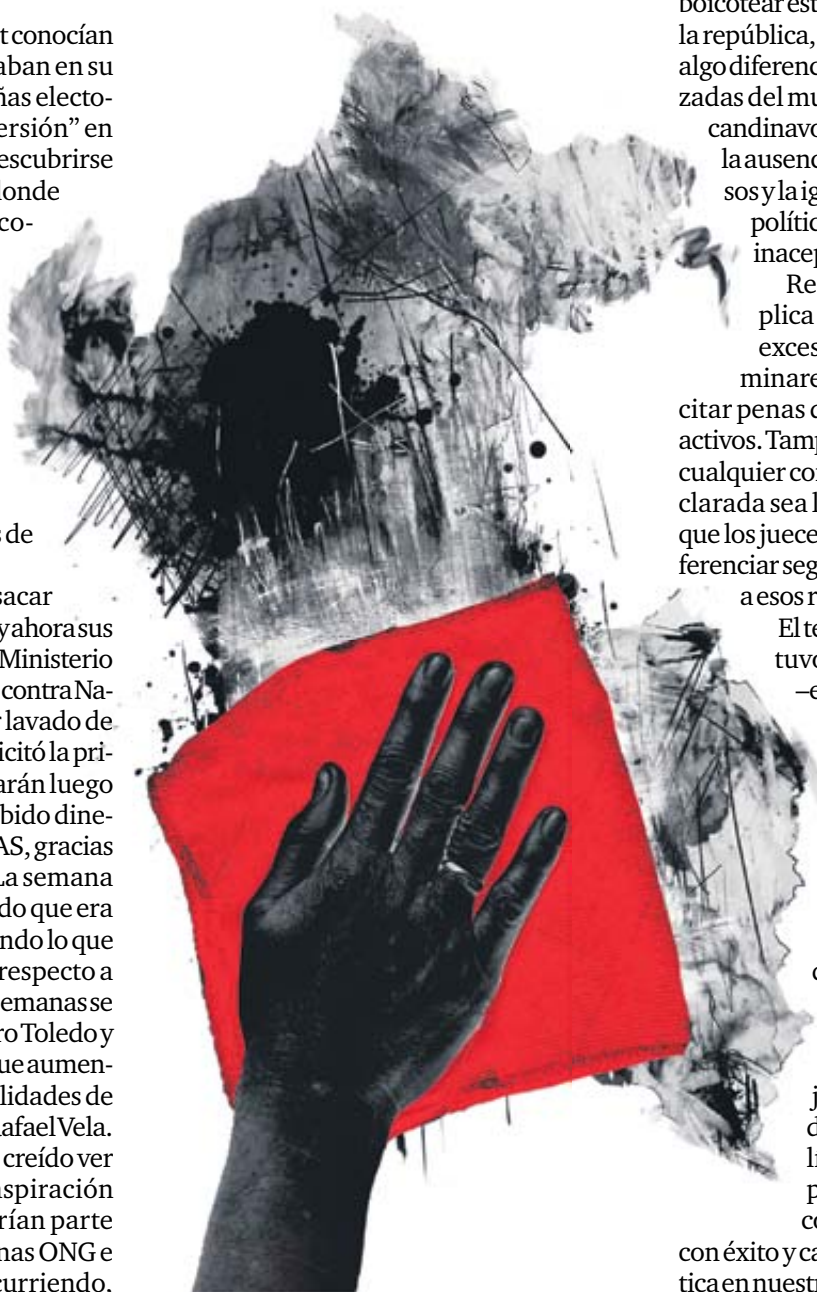 t conocían
aban en su
ñas electo-
ersión” en
escubrirse
londe
co-
s de
sacar
y ahora sus
Ministerio
contra Na-
r lavado de
icitó la pri-
arán luego
bido dine-
AS, gracias
La semana
do que era
ndo lo que
respecto a
emanas se
ro Toledo y
ue aumen-
lidades de
afael Vela.
creído ver
nspiración
rían parte
nas ONG e
curriendo,
boicotear est
la república,
algo diferenc
zadas del mu
candinavo
la ausenc
sos y la ig
polític
inacep
Re
plica
exces
minare
citar penas d
activos. Tamp
cualquier con
clarada sea l
que los juece
ferenciar seg
a esos r
El te
tuvo
–e
c
j
d
lr
p
co
con éxito y ca
tica en nuestr